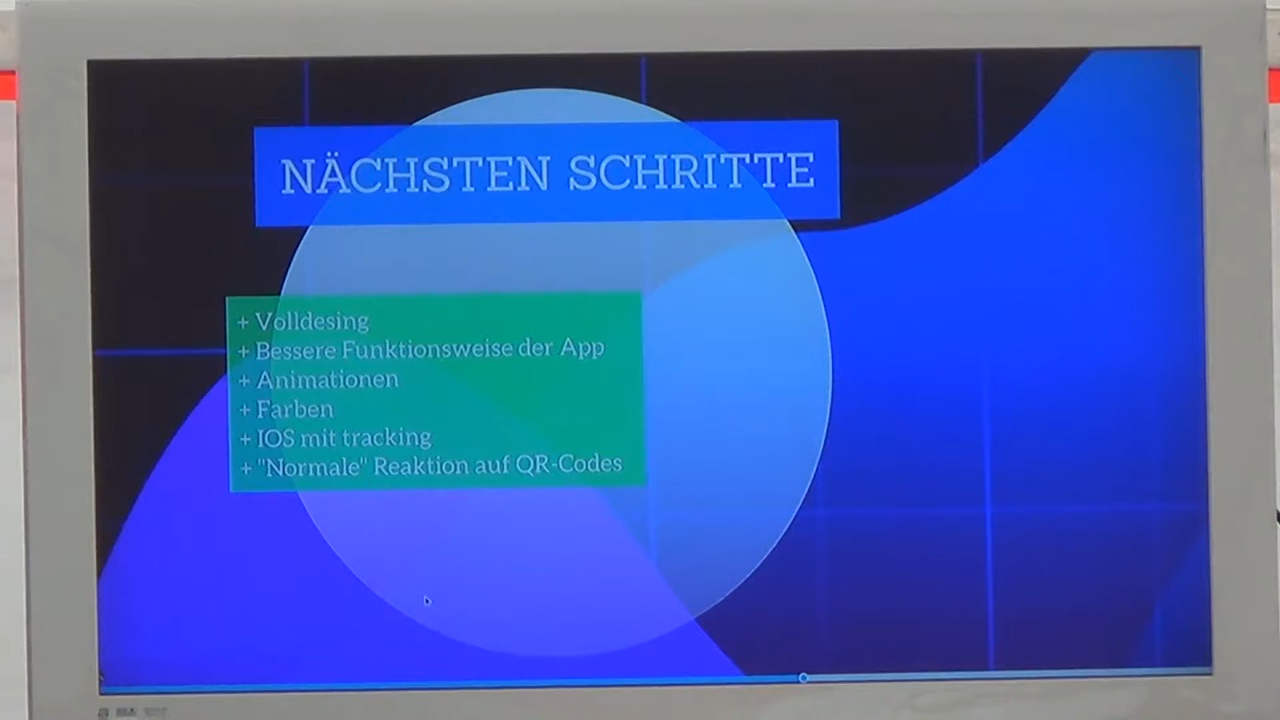 NÄCHSTEN SCHRITTE
+ Volldesing
+ Bessere Funktionsweise der App
+ Animationen
+ Farben
+ IOS mit tracking
+ "Normale" Reaktion auf QR-Codes